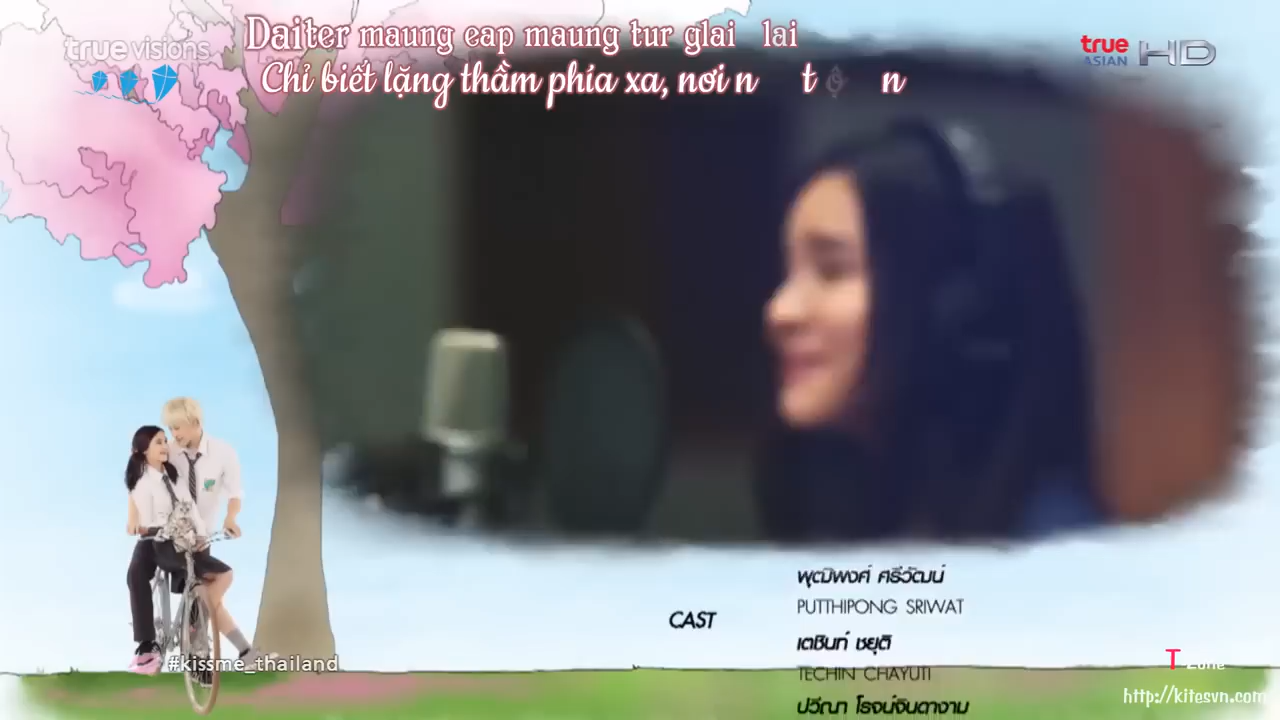 true visions
Daiter maung eap maung tur glai lai
Chỉ biết lặng thầm phía xa, nơi n t ộ n
true
ASIAN HD
CAST
พุฒิพงศ์ ศรีวัฒน์
PUTTHIPONG SRIWAT
เตชินท์ ชยุติ
TECHIN CHAYUTI
ปวีณา โรจน์จินดางาม
#kissme_thailand
T Zone
http://kitesvn.com